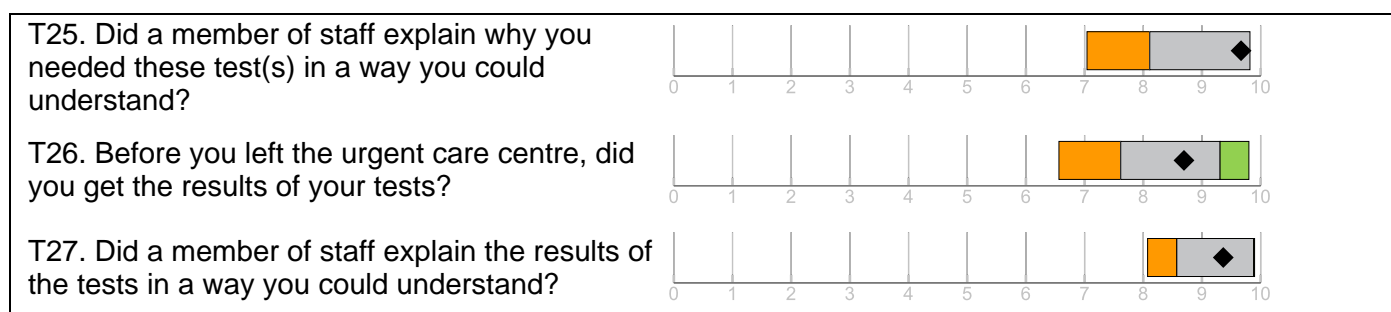 T25. Did a member of staff explain why you
needed these test(s) in a way you could
understand?
0 1 2 3 4 5 6 7 8 9 10
T26. Before you left the urgent care centre, did
you get the results of your tests?
0 1 2 3 4 5 6 7 8 9 10
T27. Did a member of staff explain the results of
the tests in a way you could understand?
0 1 2 3 4 5 6 7 8 9 10